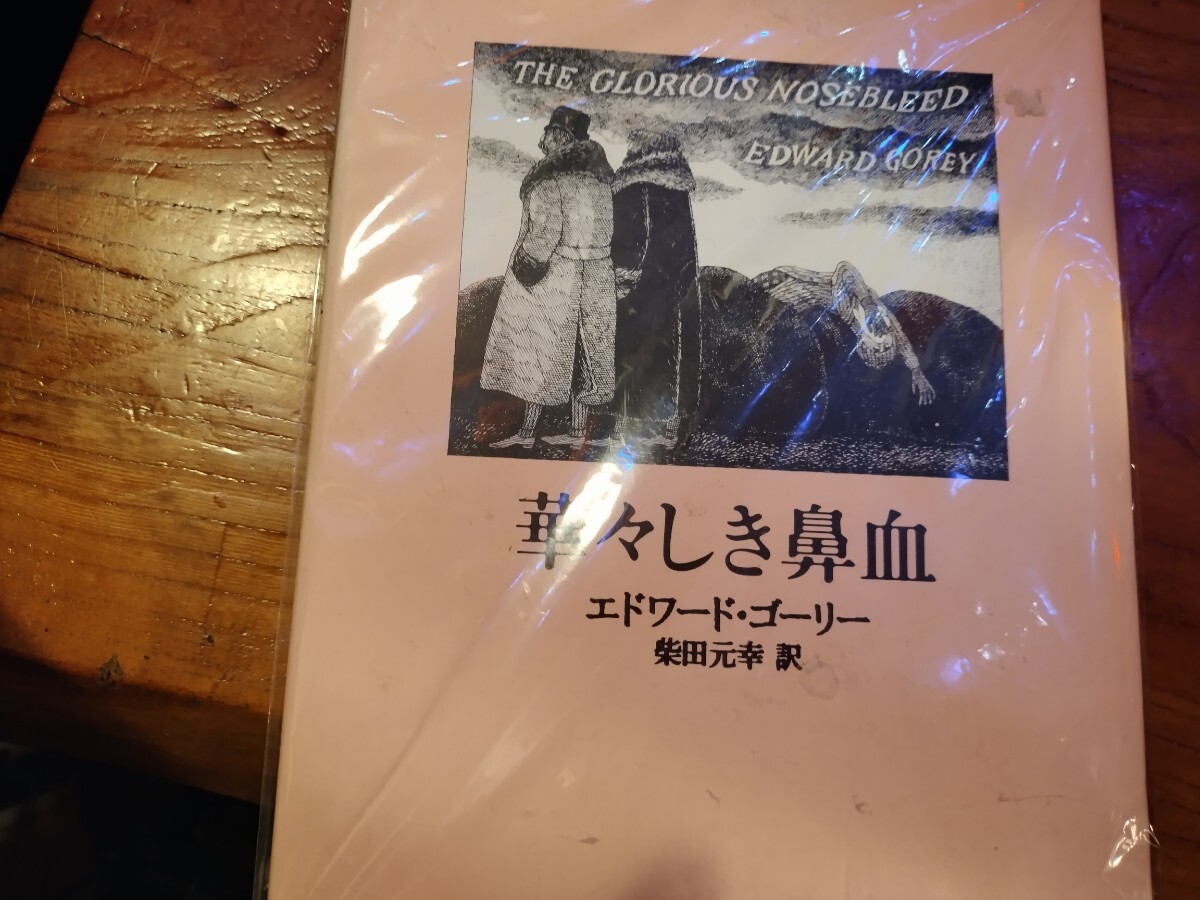 THE GLORIOUS NOSEBLEED
EDWARD GOREY
華々しき鼻血
エドワード・ゴーリー
柴田元幸 訳